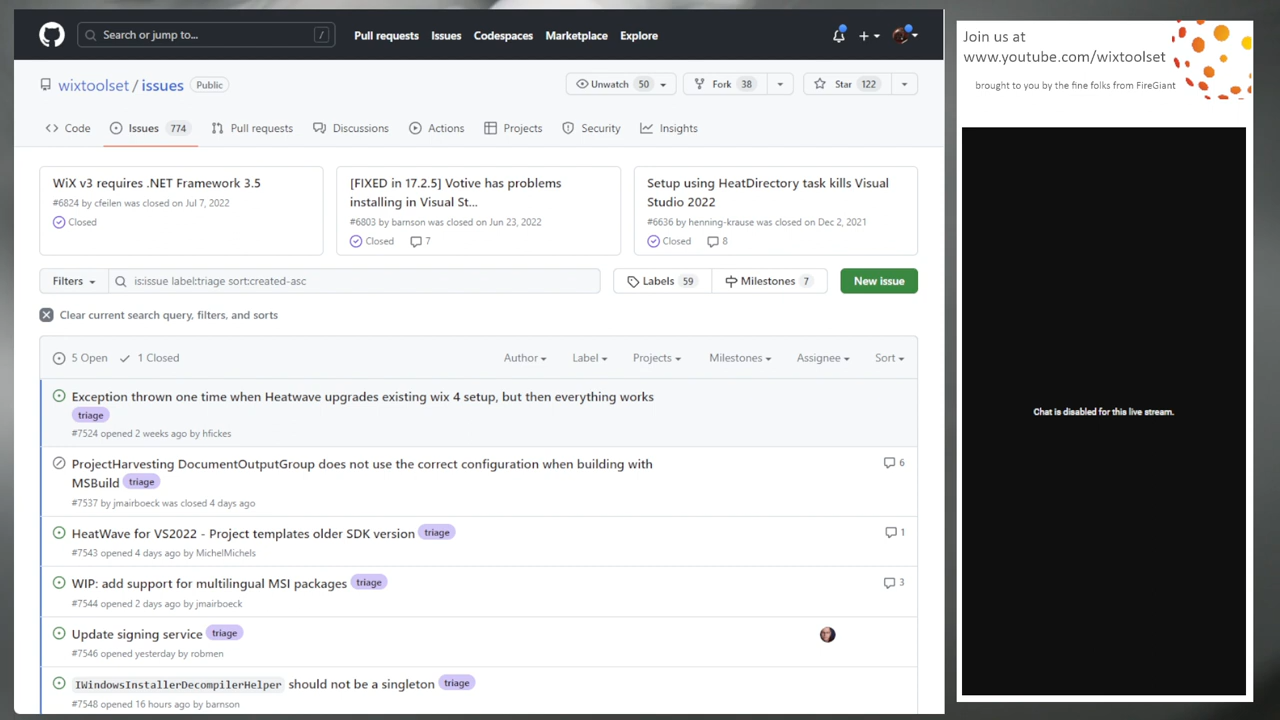 Search or jump to...
/
Pull requests
Issues
Codespaces
Marketplace
Explore
wixtoolset / issues
Public
Unwatch 50
Fork 38
Star 122
Code
Issues 774
Pull requests
Discussions
Actions
Projects
Security
Insights
WiX v3 requires .NET Framework 3.5
#6824 by cfeilen was closed on Jul 7, 2022
Closed
[FIXED in 17.2.5] Votive has problems
installing in Visual St...
#6803 by barnson was closed on Jun 23, 2022
Closed 7
Setup using HeatDirectory task kills Visual
Studio 2022
#6636 by henning-krause was closed on Dec 2, 2021
Closed 8
Filters
is:issue label:triage sort:created-asc
Labels 59
Milestones 7
New issue
Clear current search query, filters, and sorts
5 Open
1 Closed
Author
Label
Projects
Milestones
Assignee
Sort
Exception thrown one time when Heatwave upgrades existing wix 4 setup, but then everything works
triage
#7524 opened 2 weeks ago by hfickes
ProjectHarvesting DocumentOutputGroup does not use the correct configuration when building with
MSBuild triage
6
#7537 by jmairboeck was closed 4 days ago
HeatWave for VS2022 - Project templates older SDK version triage
1
#7543 opened 4 days ago by MichelMichels
WIP: add support for multilingual MSI packages triage
3
#7544 opened 2 days ago by jmairboeck
Update signing service triage
#7546 opened yesterday by robmen
IWindowsInstallerDecompilerHelper should not be a singleton triage
#7548 opened 16 hours ago by barnson
Join us at
www.youtube.com/wixtoolset
brought to you by the fine folks from FireGiant
Chat is disabled for this live stream.